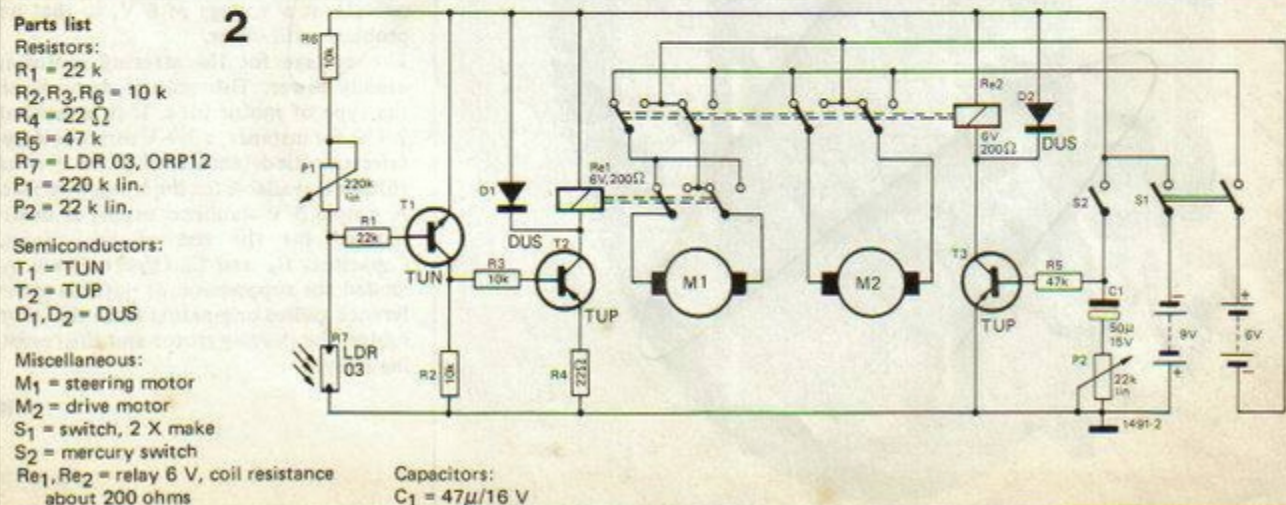 2
Parts list
Resistors:
R1 = 22 k
R2, R3, R6 = 10 k
R4 = 22 Ω
R5 = 47 k
R7 = LDR 03, ORP12
P1 = 220 k lin.
P2 = 22 k lin.
Semiconductors:
T1 = TUN
T2 = TUP
D1, D2 = DUS
Miscellaneous:
M1 = steering motor
M2 = drive motor
S1 = switch, 2 X make
S2 = mercury switch
Re1, Re2 = relay 6 V, coil resistance
about 200 ohms
Capacitors:
C1 = 47µ/16 V
R6
10k
P1
220k
lin.
R1
22k
T1
TUN
R7
LDR
03
R2
10k
R3
10k
D1
DUS
Re1
6V, 200Ω
T2
TUP
R4
22Ω
M1
M2
Re2
6V
200Ω
D2
DUS
T3
TUP
R5
47k
S2
S1
C1
50µ
15V
P2
22k
lin.
9V
6V
1491-2